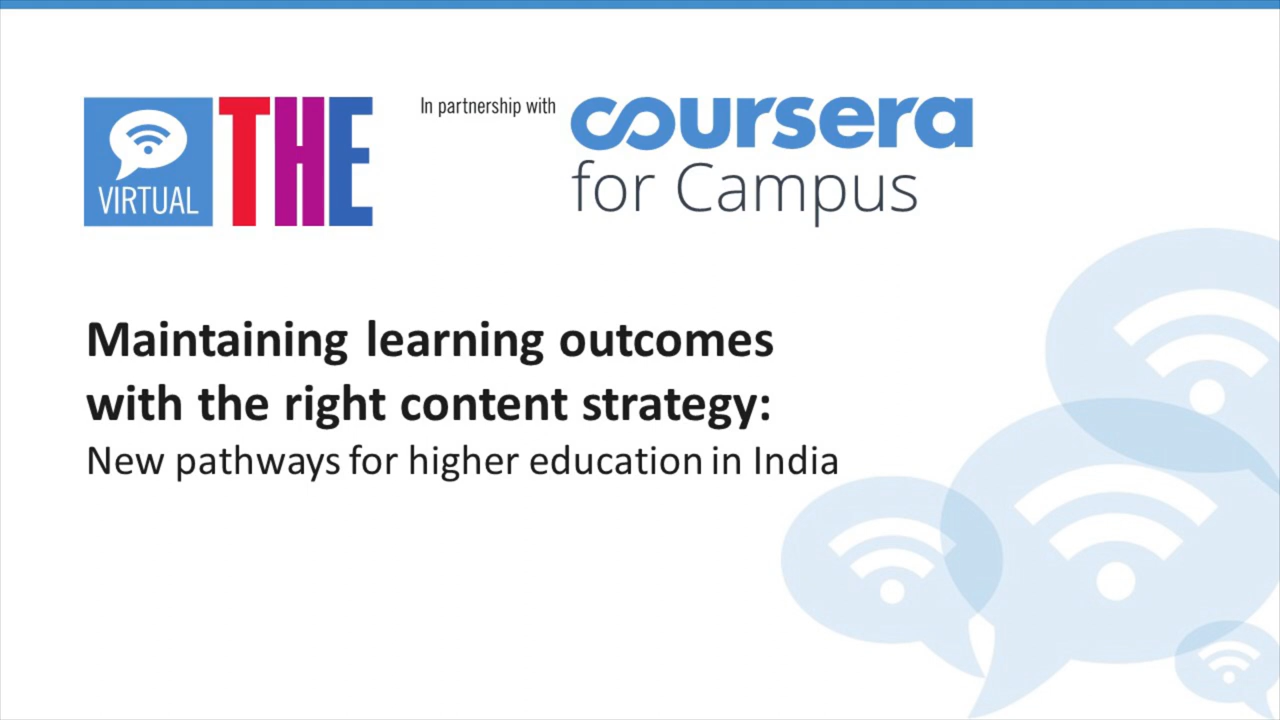 VIRTUAL
THE
In partnership with
coursera
for Campus
Maintaining learning outcomes
with the right content strategy:
New pathways for higher education in India